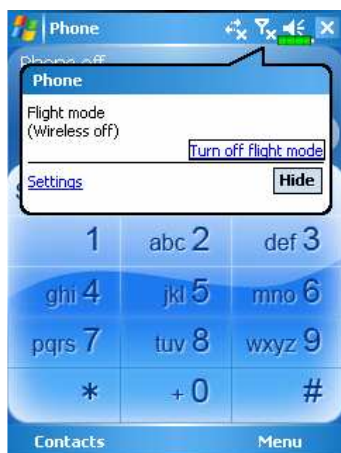 Phone
Phone off
Phone
Flight mode
(Wireless off)
Turn off flight mode
Settings
Hide
1
abc 2
def 3
ghi 4
jkl 5
mno 6
pqrs 7
tuv 8
wxyz 9
*
+ 0
#
Contacts
Menu